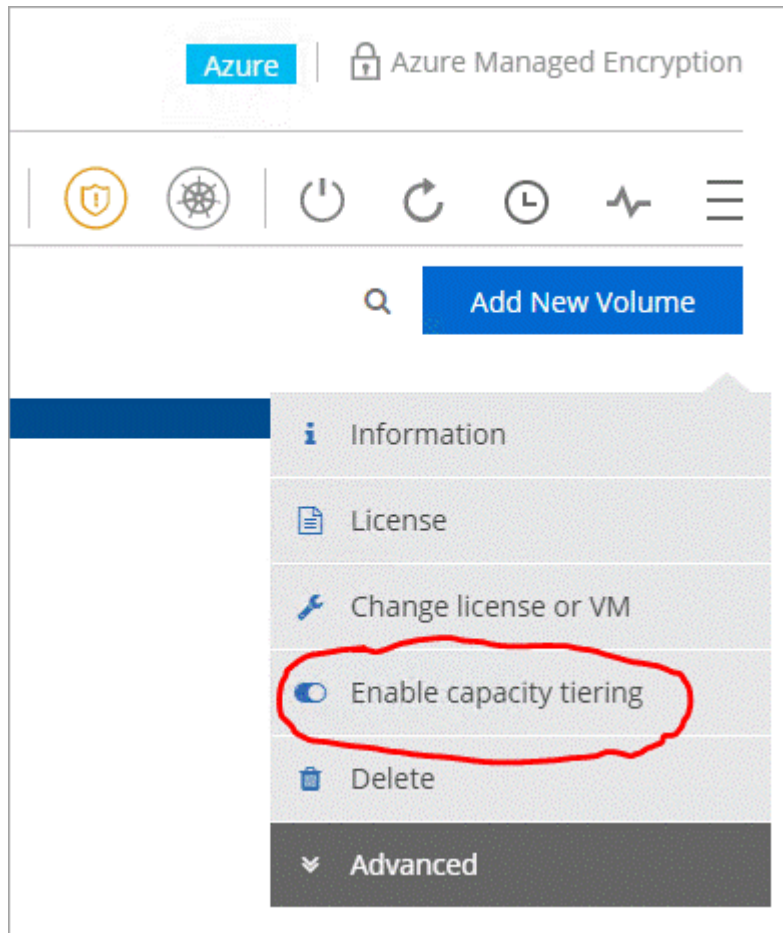 Azure
Azure Managed Encryption
Add New Volume
Information
License
Change license or VM
Enable capacity tiering
Delete
Advanced